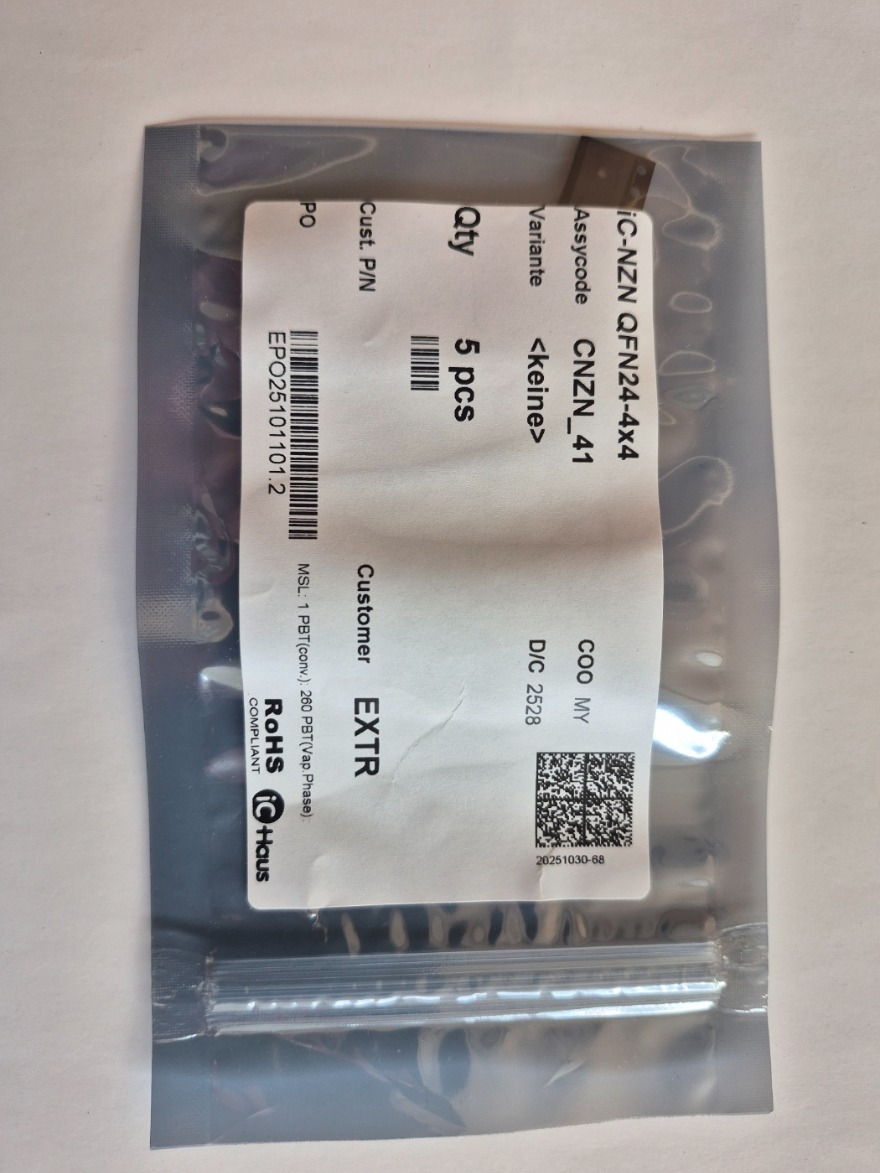 iC-NZN QFN24-4x4
Assycode CNZN_41 COO MY
Variante <keine> D/C 2528
20251030-68
Qty 5 pcs
Cust. P/N Customer EXTR
PO
EPO25101101.2
MSL: 1 PBT(conv.): 260 PBT(Vap.Phase):
RoHS
COMPLIANT
iC Haus